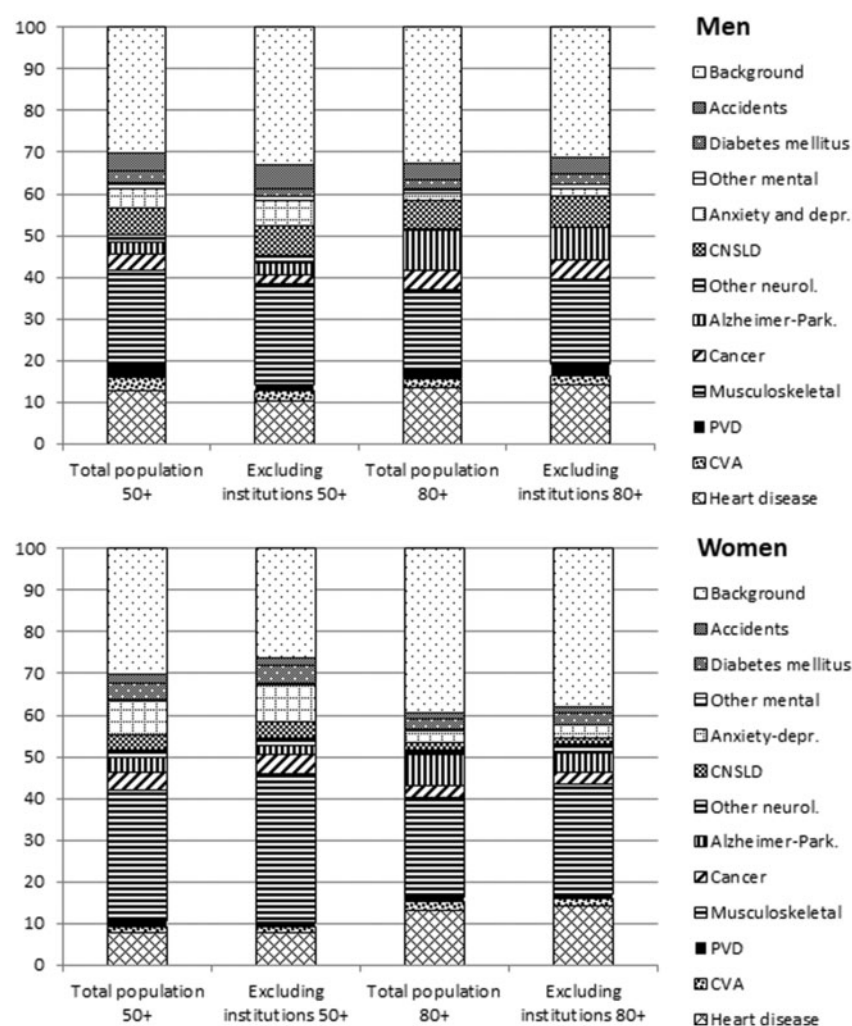 Men
100
90
80
70
60
50
40
30
20
10
0
Total population 50+
Excluding institutions 50+
Total population 80+
Excluding institutions 80+
Background
Accidents
Diabetes mellitus
Other mental
Anxiety and depr.
CNSLD
Other neurol.
Alzheimer-Park.
Cancer
Musculoskeletal
PVD
CVA
Heart disease
Women
100
90
80
70
60
50
40
30
20
10
0
Total population 50+
Excluding institutions 50+
Total population 80+
Excluding institutions 80+
Background
Accidents
Diabetes mellitus
Other mental
Anxiety-depr.
CNSLD
Other neurol.
Alzheimer-Park.
Cancer
Musculoskeletal
PVD
CVA
Heart disease